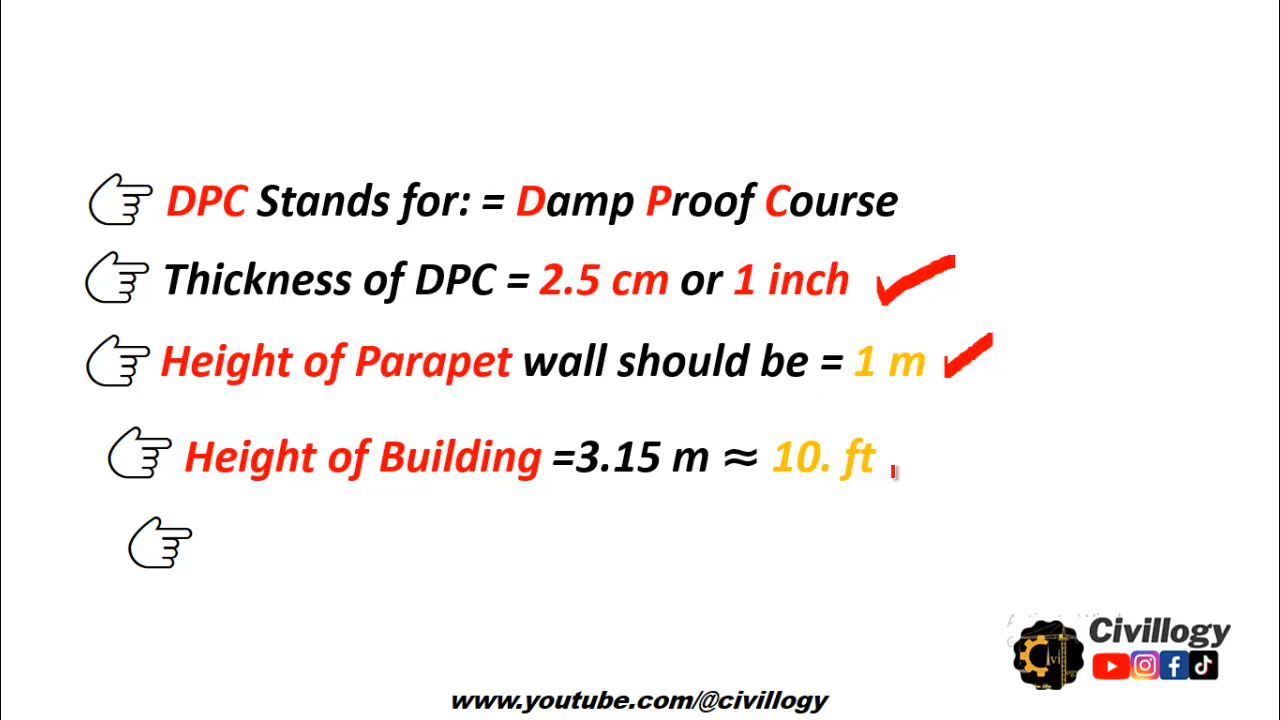 DPC Stands for: = Damp Proof Course
Thickness of DPC = 2.5 cm or 1 inch
Height of Parapet wall should be = 1 m
Height of Building =3.15 m ≈ 10. ft
Civillogy
www.youtube.com/@civillogy